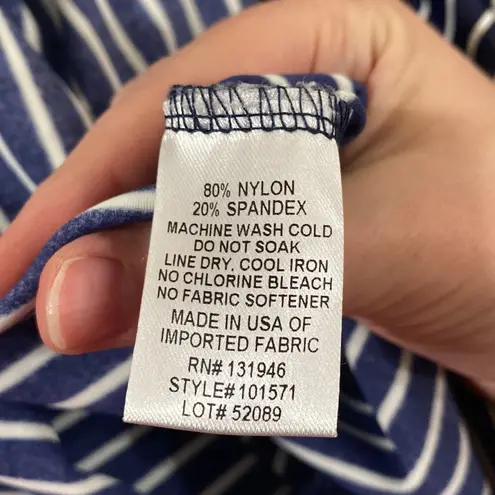 80% NYLON
20% SPANDEX
MACHINE WASH COLD
DO NOT SOAK
LINE DRY. COOL IRON
NO CHLORINE BLEACH
NO FABRIC SOFTENER
MADE IN USA OF
IMPORTED FABRIC
RN# 131946
STYLE#101571
LOT# 52089